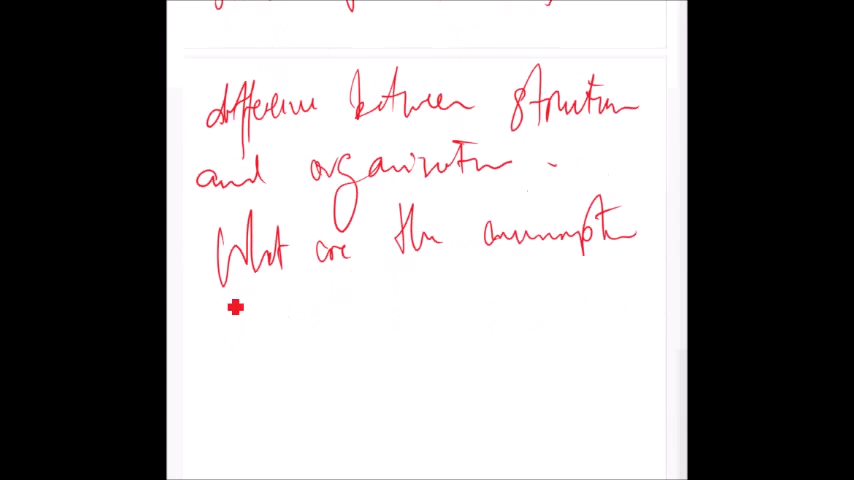 difference between structure
and organization.
What are the assumption